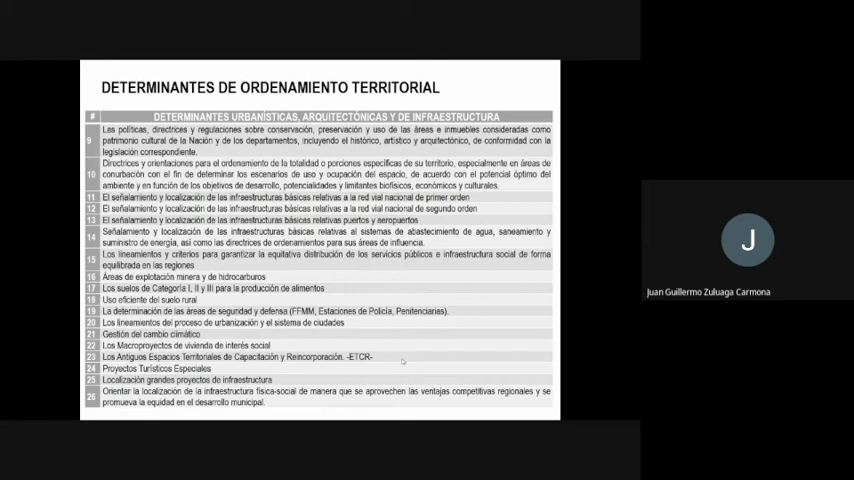 DETERMINANTES DE ORDENAMIENTO TERRITORIAL
# DETERMINANTES URBANÍSTICAS, ARQUITECTÓNICAS Y DE INFRAESTRUCTURA
9 Las políticas, directrices y regulaciones sobre conservación, preservación y uso de las áreas e inmuebles consideradas como
patrimonio cultural de la Nación y de los departamentos, incluyendo el histórico, artístico y arquitectónico, de conformidad con la
legislación correspondiente.
10 Directrices y orientaciones para el ordenamiento de la totalidad o porciones específicas de su territorio, especialmente en áreas de
conurbación con el fin de determinar los escenarios de uso y ocupación del espacio, de acuerdo con el potencial óptimo del
ambiente y en función de los objetivos de desarrollo, potencialidades y limitantes biofísicos, económicos y culturales.
11 El señalamiento y localización de las infraestructuras básicas relativas a la red vial nacional de primer orden
12 El señalamiento y localización de las infraestructuras básicas relativas a la red vial nacional de segundo orden
13 El señalamiento y localización de las infraestructuras básicas relativas puertos y aeropuertos
14 Señalamiento y localización de las infraestructuras básicas relativas al sistemas de abastecimiento de agua, saneamiento y
suministro de energía, así como las directrices de ordenamientos para sus áreas de influencia.
15 Los lineamientos y criterios para garantizar la equitativa distribución de los servicios públicos e infraestructura social de forma
equilibrada en las regiones
16 Áreas de explotación minera y de hidrocarburos
17 Los suelos de Categoría I, II y III para la producción de alimentos
18 Uso eficiente del suelo rural
19 La determinación de las áreas de seguridad y defensa (FFMM, Estaciones de Policía, Penitenciarias).
20 Los lineamientos del proceso de urbanización y el sistema de ciudades
21 Gestión del cambio climático
22 Los Macroproyectos de vivienda de interés social
23 Los Antiguos Espacios Territoriales de Capacitación y Reincorporación. -ETCR-
24 Proyectos Turísticos Especiales
25 Localización grandes proyectos de infraestructura
26 Orientar la localización de la infraestructura física-social de manera que se aprovechen las ventajas competitivas regionales y se
promueva la equidad en el desarrollo municipal.
J
Juan Guillermo Zuluaga Carmona